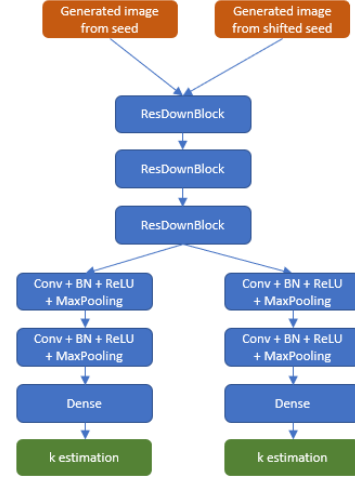 Generated image
from seed
Generated image
from shifted seed
ResDownBlock
ResDownBlock
ResDownBlock
Conv + BN + ReLU
+ MaxPooling
Conv + BN + ReLU
+ MaxPooling
Conv + BN + ReLU
+ MaxPooling
Conv + BN + ReLU
+ MaxPooling
Dense
Dense
k estimation
k estimation